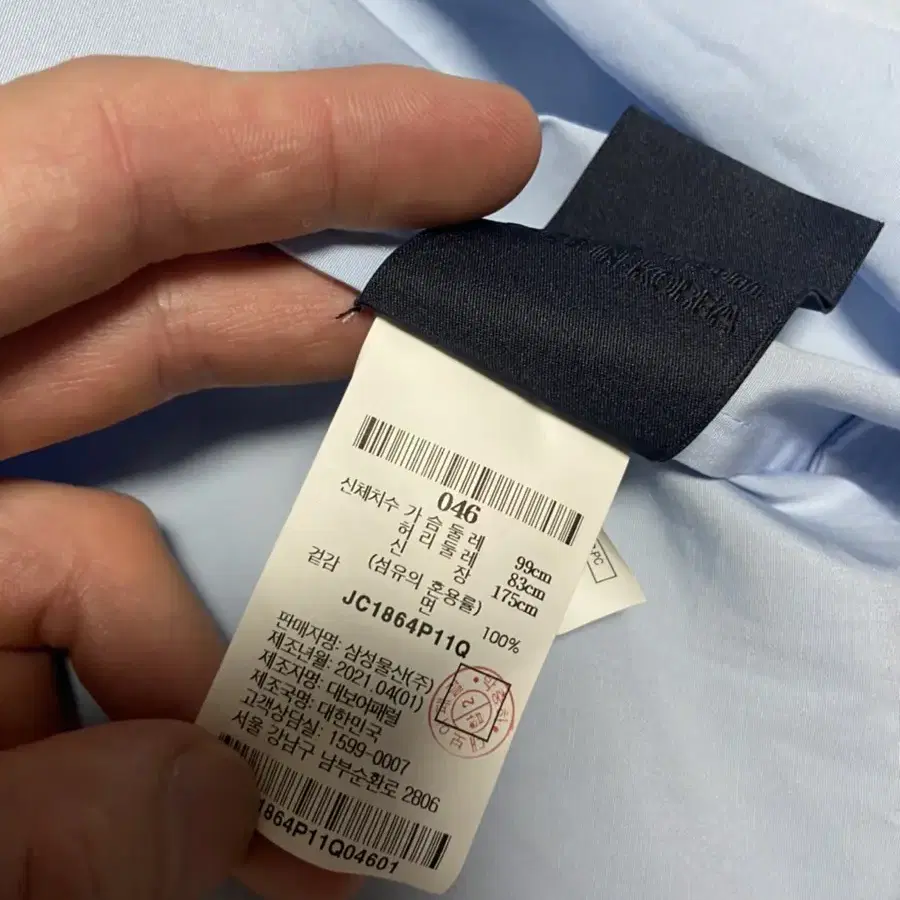 IN KOREA
046
신체치수 가슴둘레 99cm
허리둘레 83cm
신장 175cm
(섬유의 혼용률)
겉감 면 100%
JC1864P11Q
판매자명: 삼성물산(주)
제조년월: 2021.04(01)
제조자명: 대보어패럴
제조국명: 대한민국
고객상담실: 1599-0007
서울 강남구 남부순환로 2806
1864P11Q04601